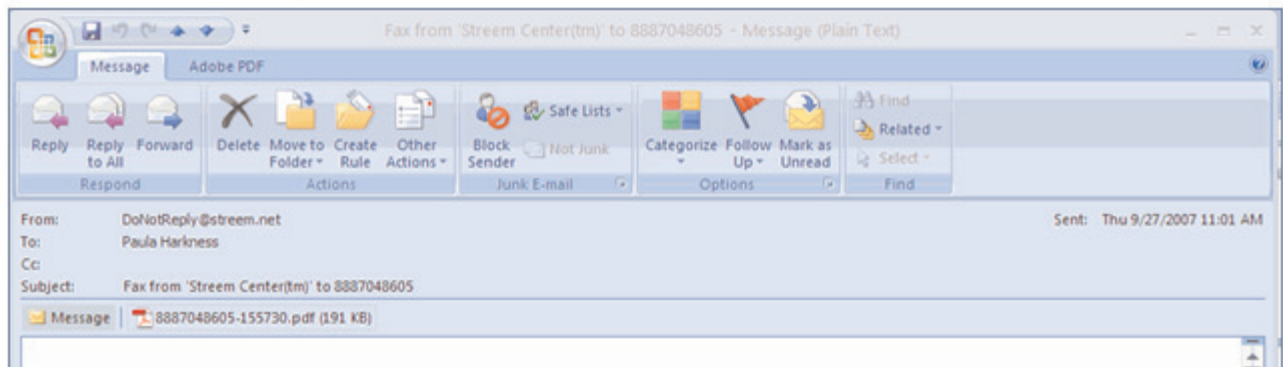 Fax from 'Streem Center(tm)' to 8887048605 - Message (Plain Text)
Message Adobe PDF
Reply Reply to All Forward Delete Move to Folder Create Rule Other Actions Block Sender Safe Lists Not Junk Categorize Follow Up Mark as Unread Find Related Select
Respond Actions Junk E-mail Options Find
From: DoNotReply@streem.net Sent: Thu 9/27/2007 11:01 AM
To: Paula Harkness
Cc:
Subject: Fax from 'Streem Center(tm)' to 8887048605
Message 8887048605-155730.pdf (191 KB)